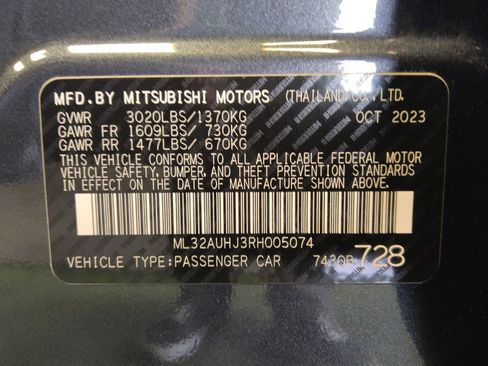 MFD.BY MITSUBISHI MOTORS (THAILAND)CO.,LTD.
GVWR 3020LBS/1370KG OCT 2023
GAWR FR 1609LBS/ 730KG
GAWR RR 1477LBS/ 670KG
THIS VEHICLE CONFORMS TO ALL APPLICABLE FEDERAL MOTOR
VEHICLE SAFETY, BUMPER, AND THEFT PREVENTION STANDARDS
IN EFFECT ON THE DATE OF MANUFACTURE SHOWN ABOVE.
ML32AUHJ3RH005074
VEHICLE TYPE:PASSENGER CAR 728